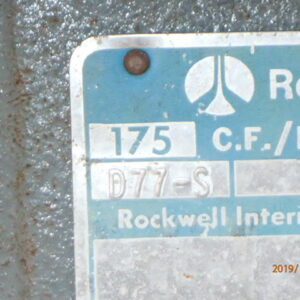 Ro
175 C.F./
D77-S
Rockwell Intern
2019/